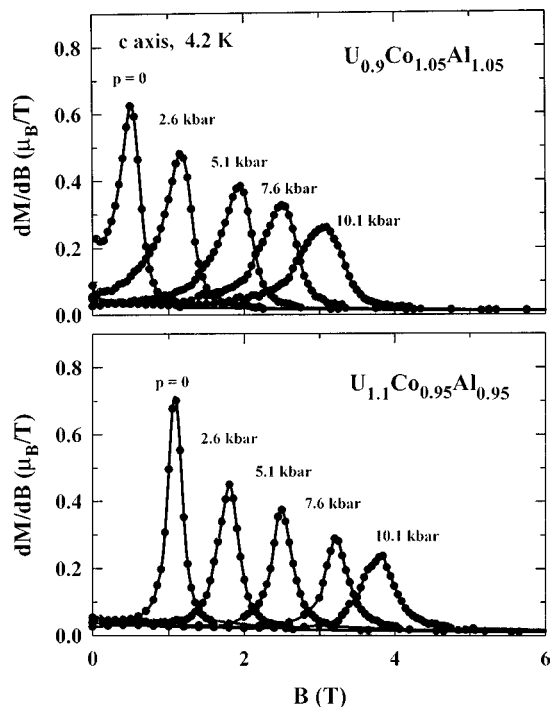 0.8
c axis, 4.2 K
U0.9Co1.05Al1.05
p = 0
0.6
2.6 kbar
5.1 kbar
0.4
7.6 kbar
10.1 kbar
0.2
0.0
dM/dB (μB/T)
0.8
U1.1Co0.95Al0.95
p = 0
0.6
2.6 kbar
5.1 kbar
0.4
7.6 kbar
10.1 kbar
0.2
0.0
dM/dB (μB/T)
0 2 4 6
B (T)